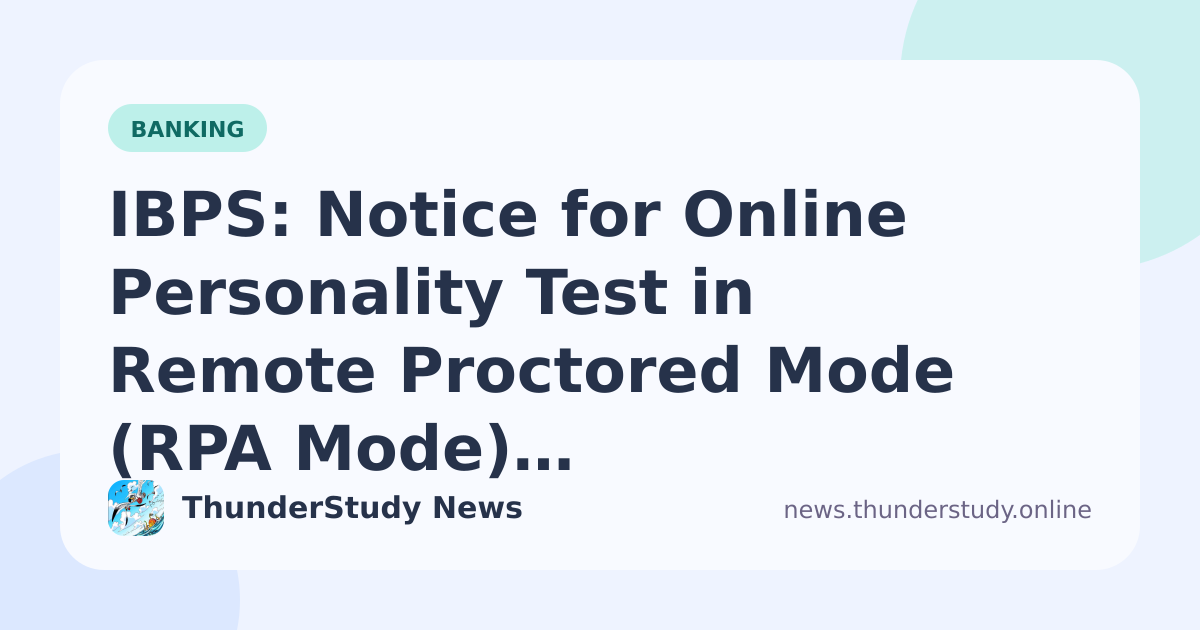 BANKING
IBPS: Notice for Online
Personality Test in
Remote Proctored Mode
(RPA Mode)…
ThunderStudy News
news.thunderstudy.online